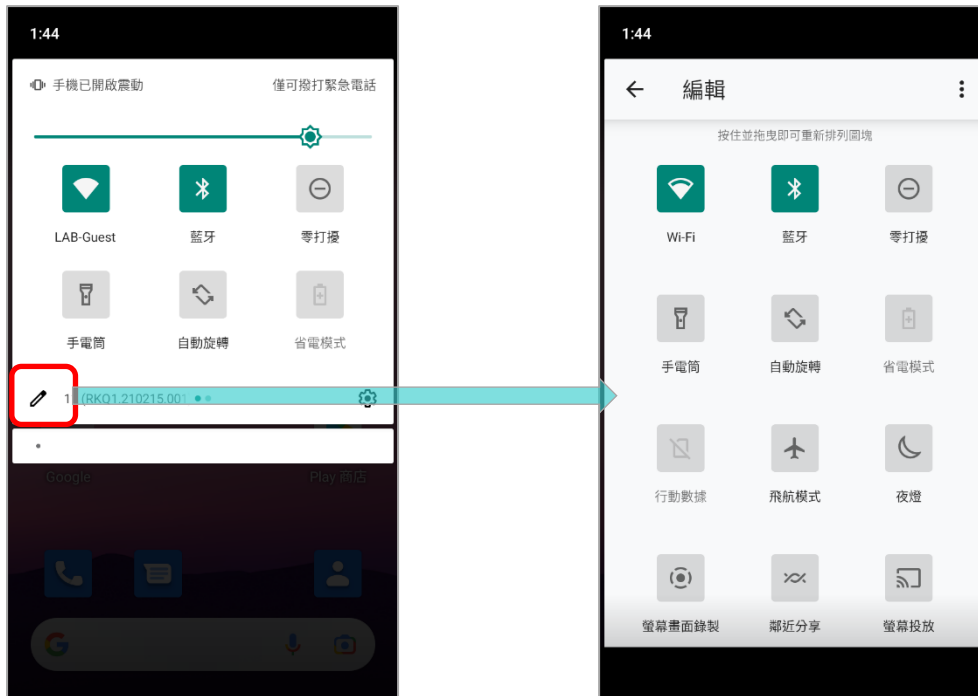 1:44
手機已開啟震動 僅可撥打緊急電話
LAB-Guest 藍牙 零打擾
手電筒 自動旋轉 省電模式
(RKQ1.210215.001
Google Play 商店
1:44
編輯
按住並拖曳即可重新排列圖塊
Wi-Fi 藍牙 零打擾
手電筒 自動旋轉 省電模式
行動數據 飛航模式 夜燈
螢幕畫面錄製 鄰近分享 螢幕投放